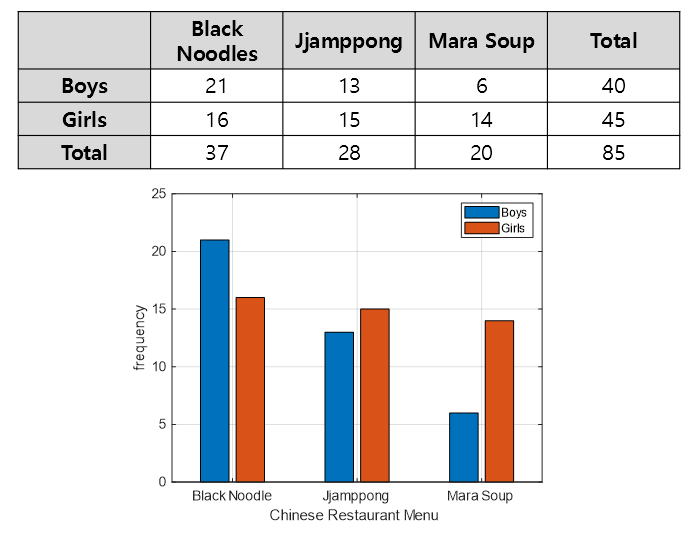 Black
Noodles
Jjamppong
Mara Soup
Total
Boys
21
13
6
40
Girls
16
15
14
45
Total
37
28
20
85
25
20
15
10
5
0
frequency
Boys
Girls
Black Noodle
Jjamppong
Mara Soup
Chinese Restaurant Menu